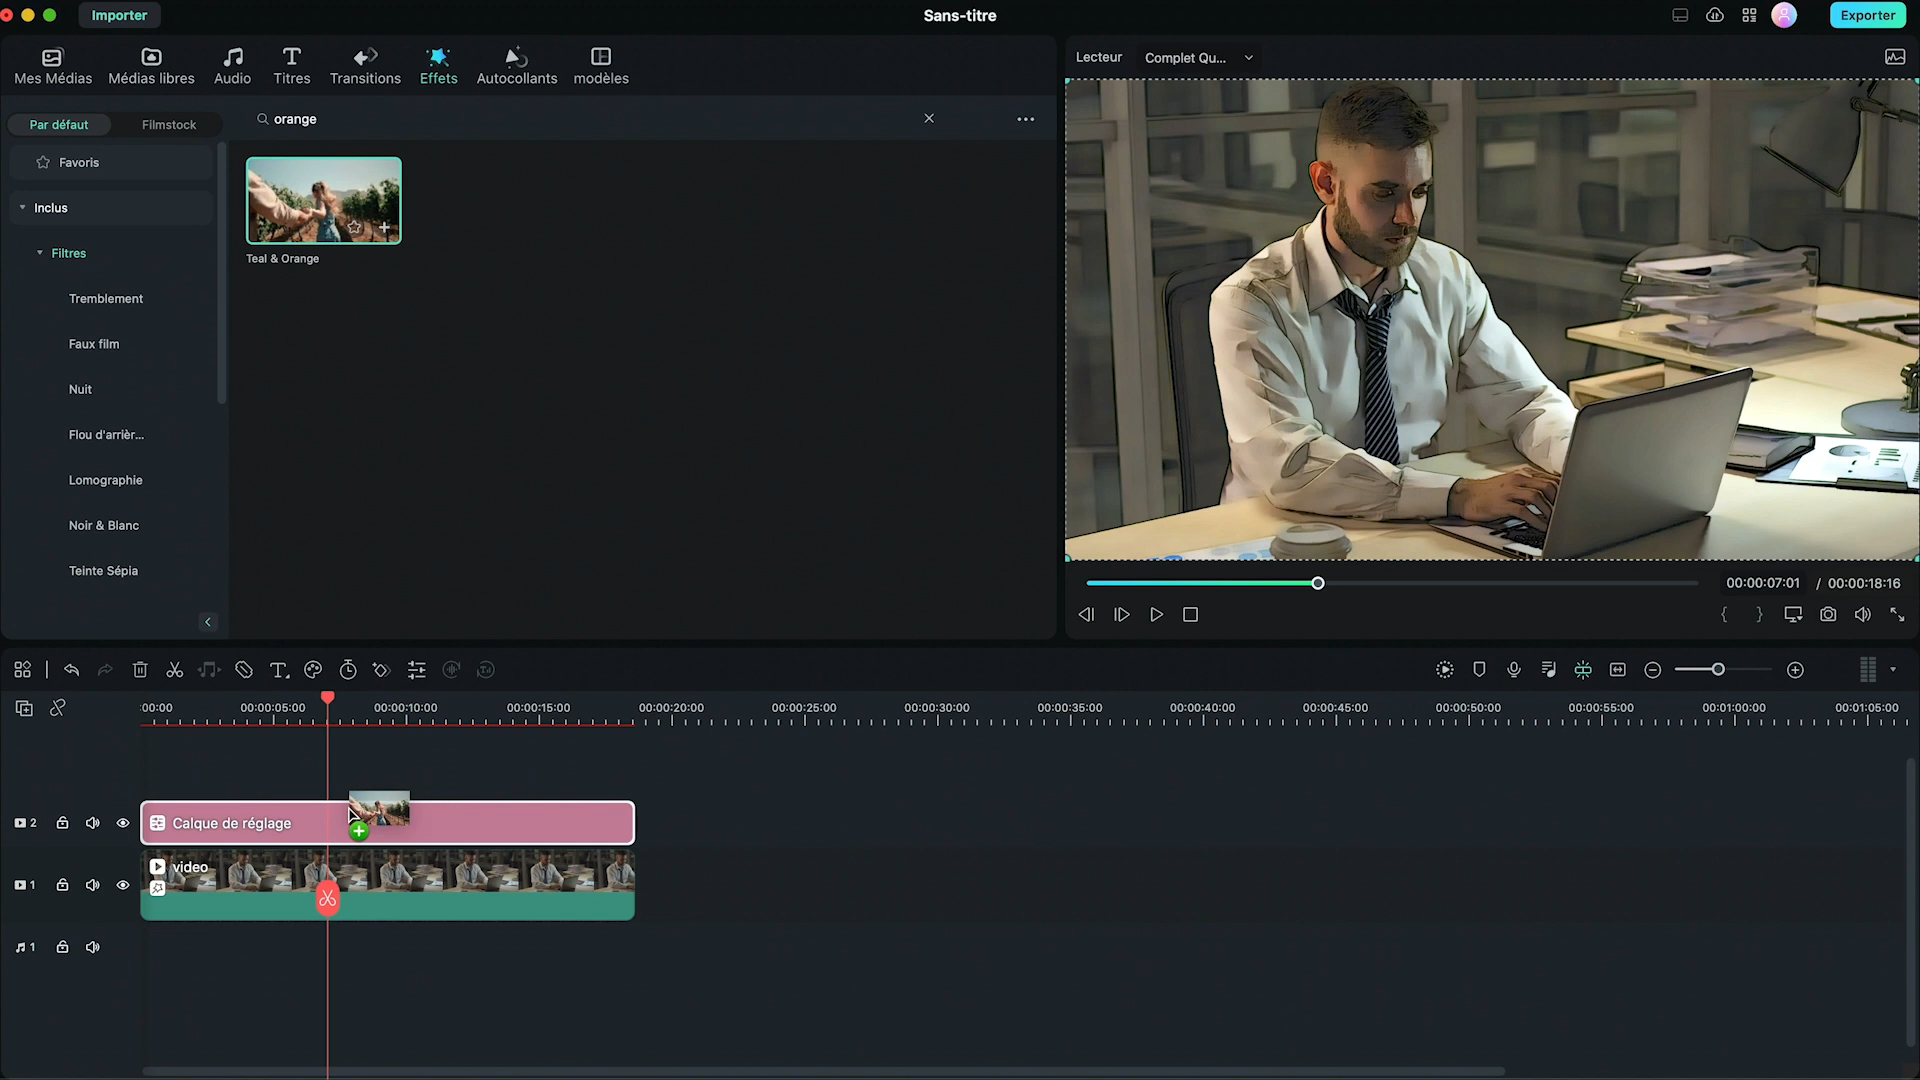 Importer
Sans-titre
Exporter
Mes Médias
Médias libres
Audio
Titres
Transitions
Effets
Autocollants
modèles
Lecteur
Complet Qu...
Par défaut
Filmstock
orange
Favoris
Inclus
Filtres
Tremblement
Faux film
Nuit
Flou d'arrièr...
Lomographie
Noir & Blanc
Teinte Sépia
Teal & Orange
00:00:07:01 / 00:00:18:16
:00:00
00:00:05:00
00:00:10:00
00:00:15:00
00:00:20:00
00:00:25:00
00:00:30:00
00:00:35:00
00:00:40:00
00:00:45:00
00:00:50:00
00:00:55:00
00:01:00:00
00:01:05:00
2
Calque de réglage
video
1
1